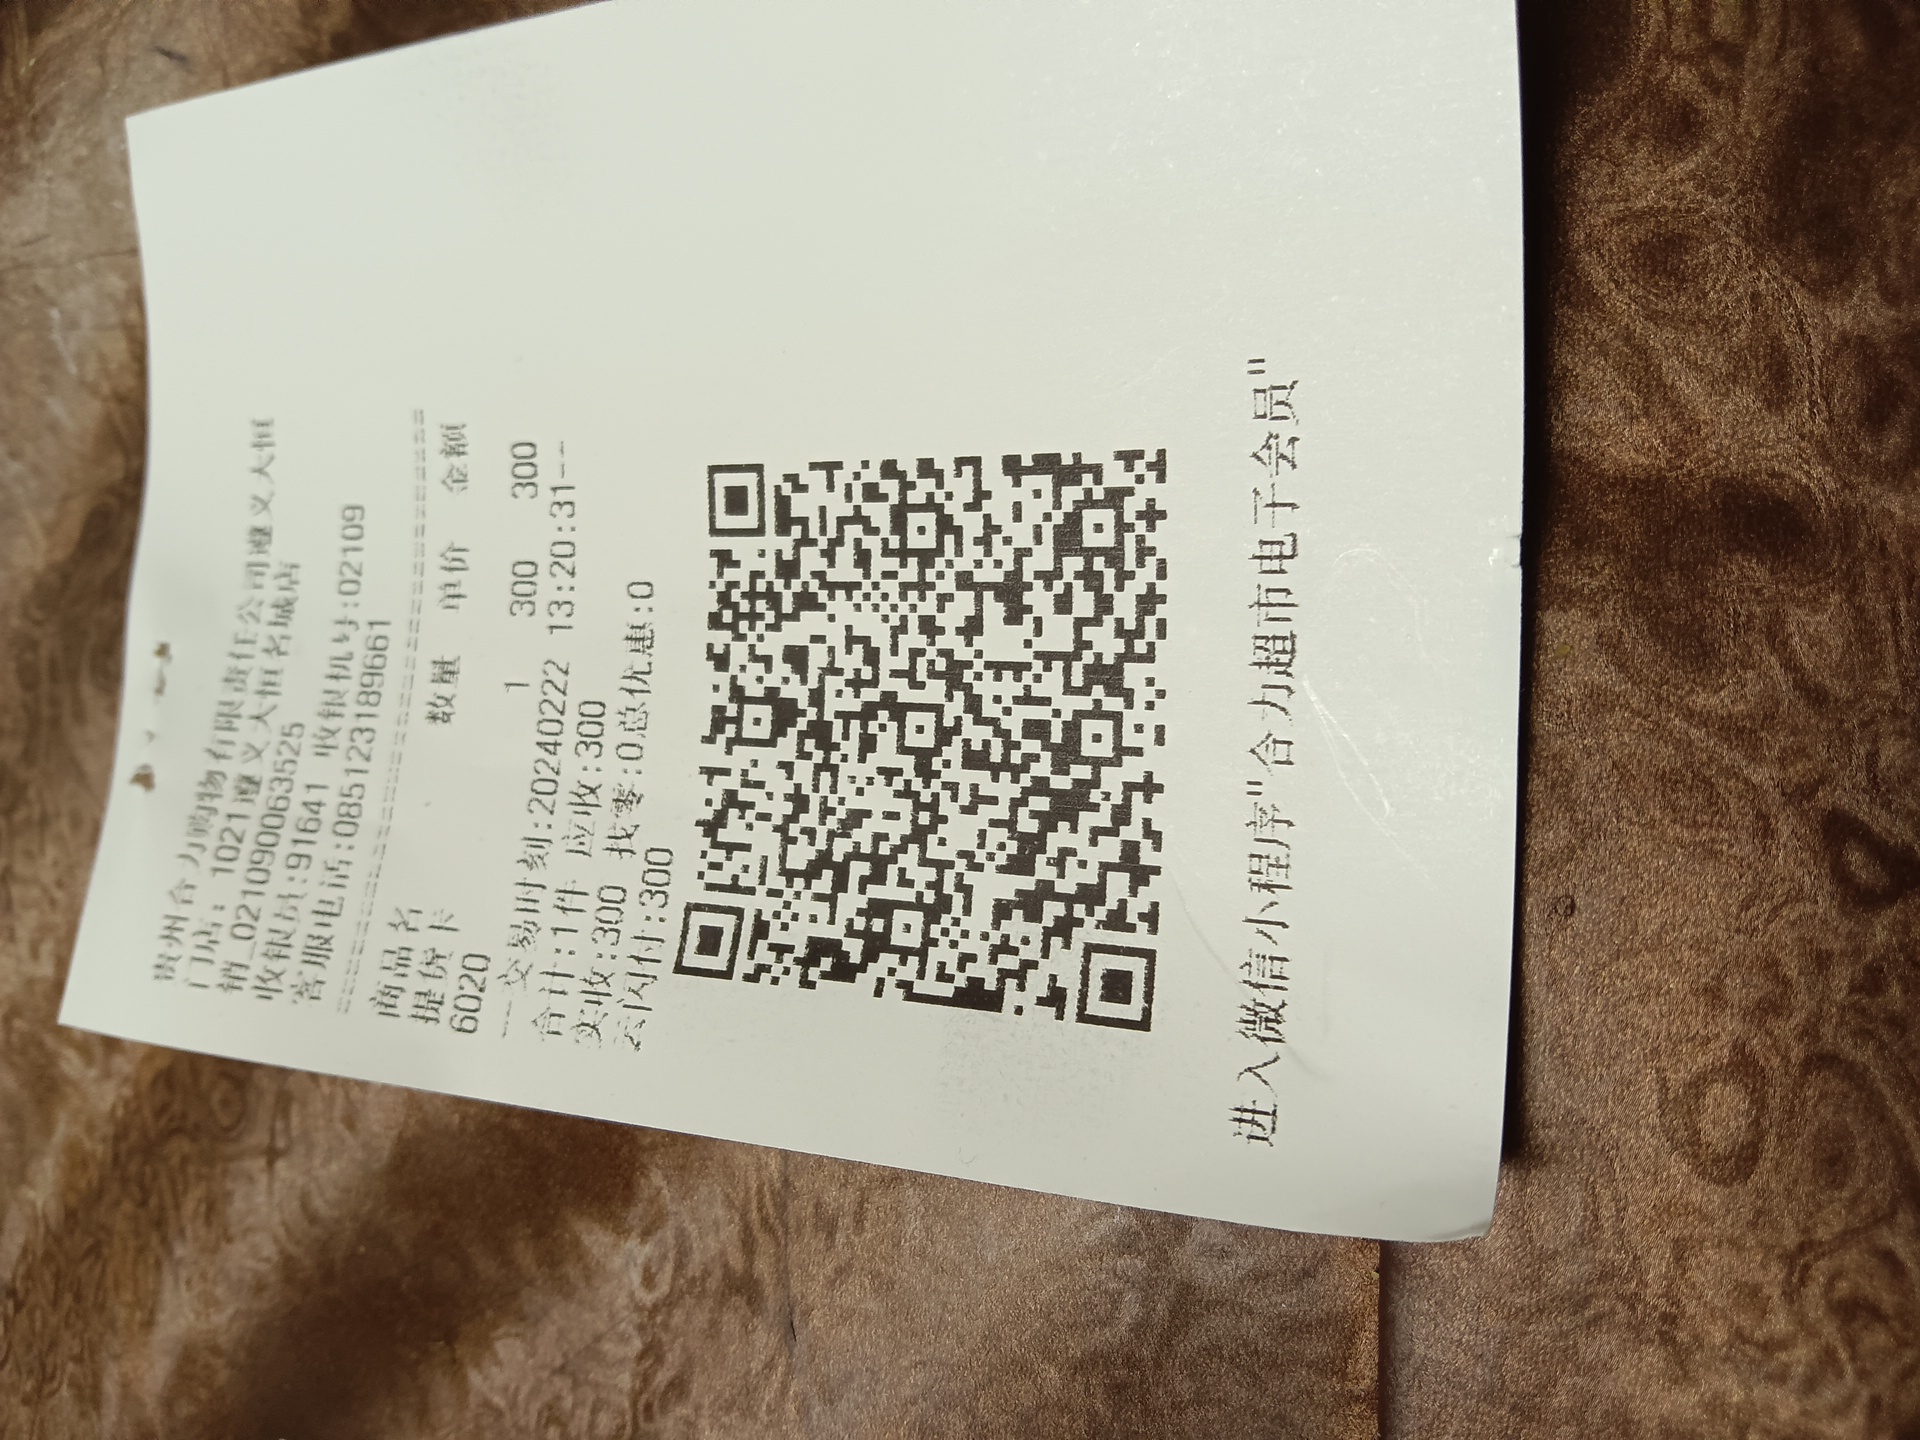 贵州合力购物有限责任公司遵义大恒
门店: 1021遵义大恒名城店
销_021090063525
收银员:91641 收银机号:02109
客服电话:085123189661
================================
商品名 数量 单价 金额
提货卡
6020 1 300 300
--交易时刻:20240222 13:20:31--
合计:1件 应收:300
实收:300 找零:0总优惠:0
云闪付:300
进入微信小程序"合力超市电子会员"